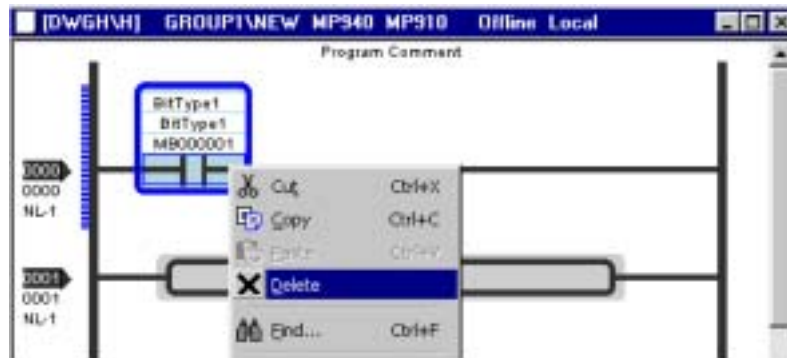 [DWGH\H] GROUP1\NEW MP940 MP910 Offline Local
Program Comment
BitType1
BitType1
MB000001
0000
0000
NL-1
Cut Ctrl+X
Copy Ctrl+C
Paste Ctrl+V
0001
Delete
0001
NL-1
Find... Ctrl+F